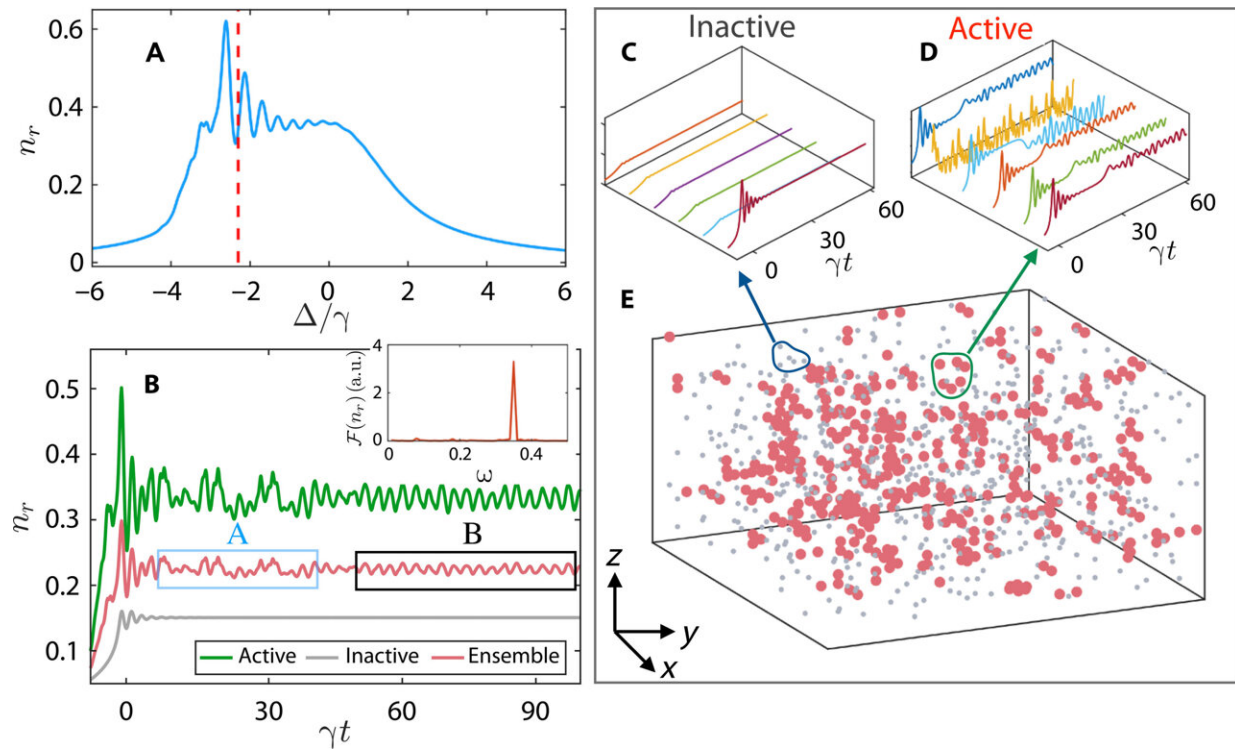 A
n_r
0.6
0.4
0.2
0
−6 −4 −2 0 2 4 6
Δ/γ
B
n_r
0.5
0.4
0.3
0.2
0.1
0 30 60 90
γt
F(n_r) (a.u.)
4
2
0
0 0.2 0.4
ω
A
B
Active Inactive Ensemble
Inactive
C
0 30 60
γt
Active
D
0 30 60
γt
E
z
y
x